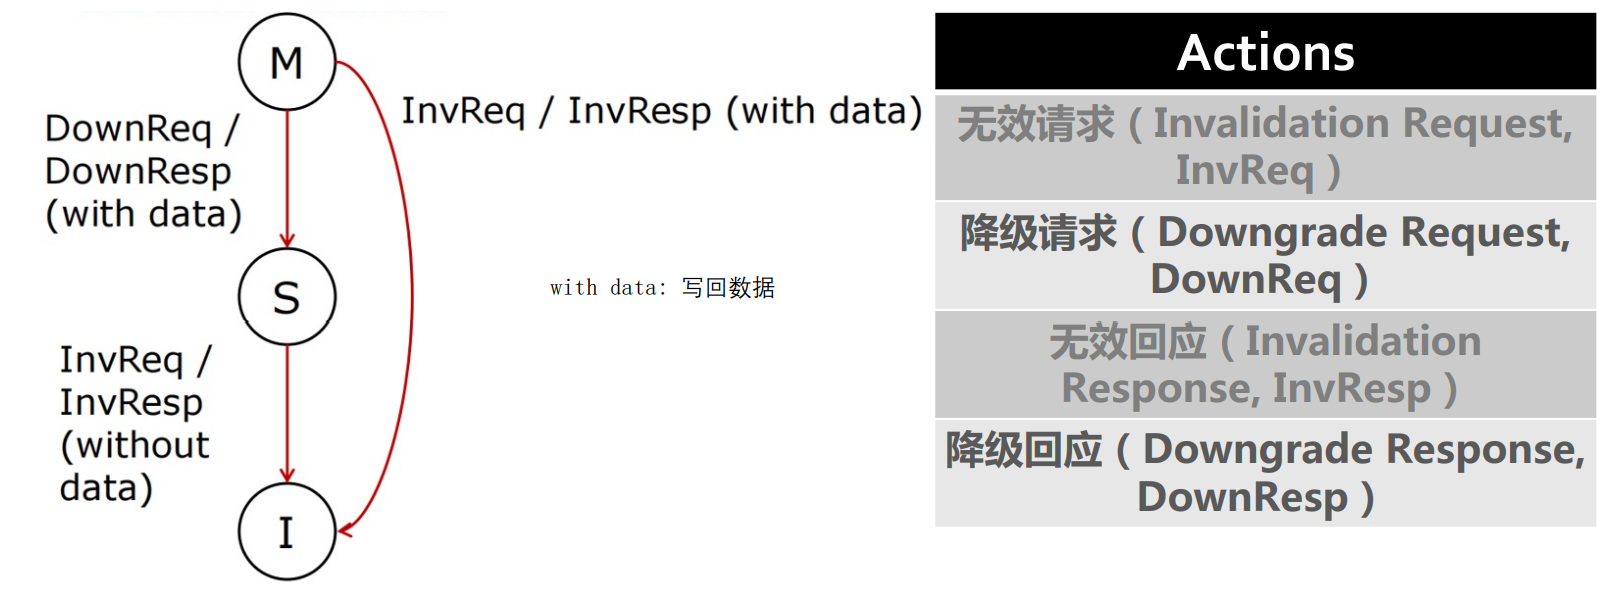 M
InvReq / InvResp (with data)
DownReq /
DownResp
(with data)
S
with data: 写回数据
InvReq /
InvResp
(without
data)
I
Actions
无效请求（Invalidation Request,
InvReq）
降级请求（Downgrade Request,
DownReq）
无效回应（Invalidation
Response, InvResp）
降级回应（Downgrade Response,
DownResp）